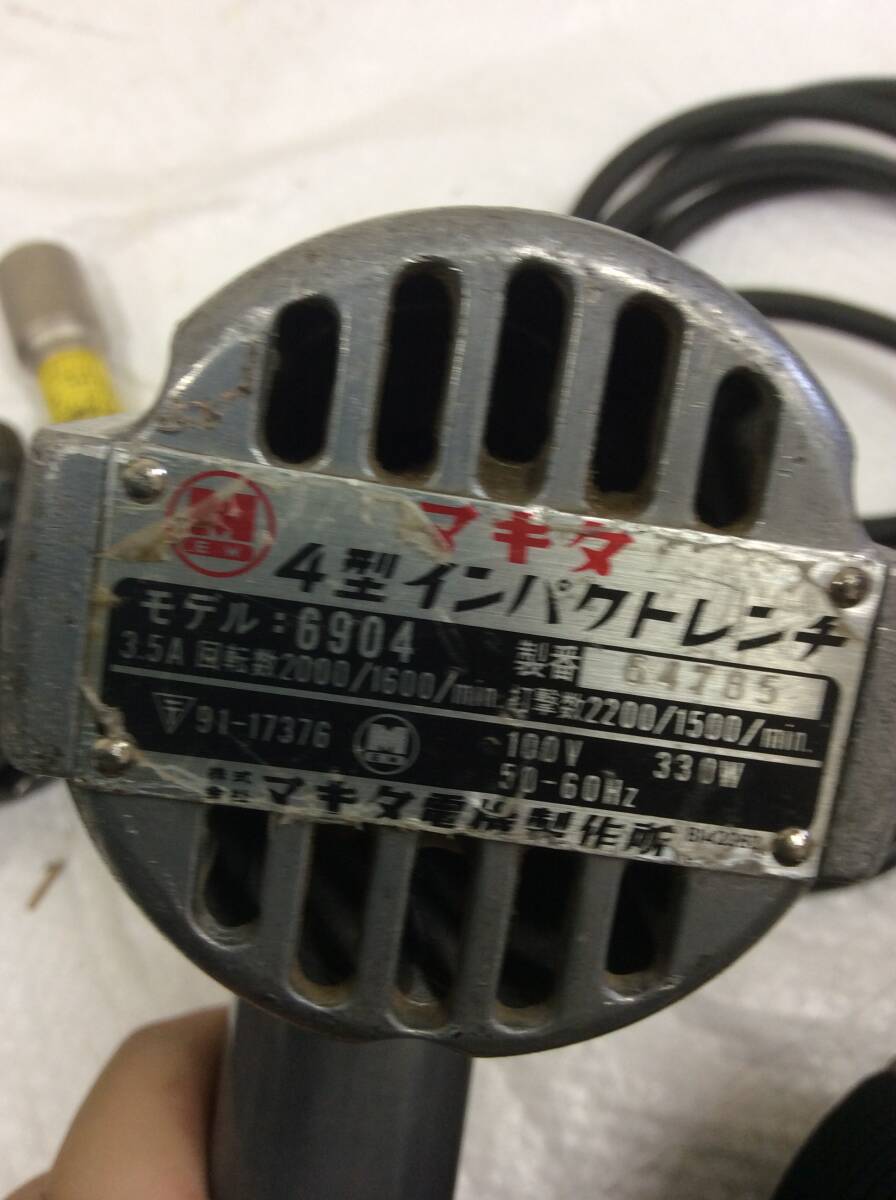 マキタ
4型インパクトレンチ
モデル:6904 製番 64785
3.5A 回転数2000/1600/min. 打撃数2200/1500/min.
〒91-17376 M 100V 330W
50-60Hz
株式会社 マキタ電機製作所